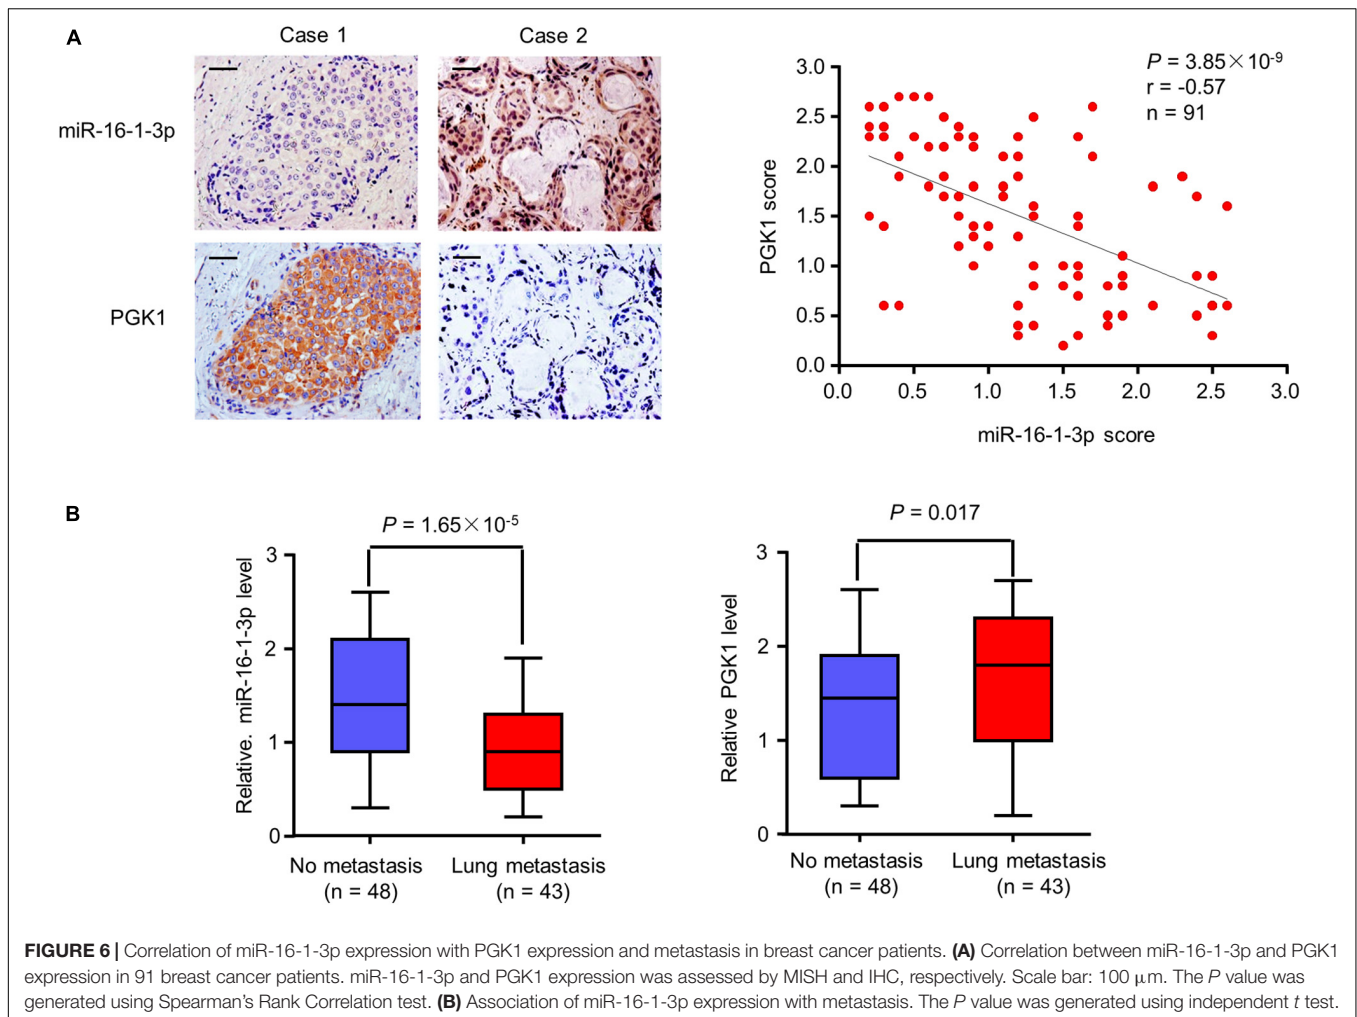 A
Case 1
Case 2
miR-16-1-3p
PGK1
P = 3.85×10-9
r = -0.57
n = 91
3.0
2.5
2.0
1.5
1.0
0.5
0.0
PGK1 score
0.0 0.5 1.0 1.5 2.0 2.5 3.0
miR-16-1-3p score
B
P = 1.65×10-5
3
2
1
0
Relative. miR-16-1-3p level
No metastasis
(n = 48)
Lung metastasis
(n = 43)
P = 0.017
3
2
1
0
Relative PGK1 level
No metastasis
(n = 48)
Lung metastasis
(n = 43)
FIGURE 6 | Correlation of miR-16-1-3p expression with PGK1 expression and metastasis in breast cancer patients. (A) Correlation between miR-16-1-3p and PGK1
expression in 91 breast cancer patients. miR-16-1-3p and PGK1 expression was assessed by MISH and IHC, respectively. Scale bar: 100 μm. The P value was
generated using Spearman's Rank Correlation test. (B) Association of miR-16-1-3p expression with metastasis. The P value was generated using independent t test.